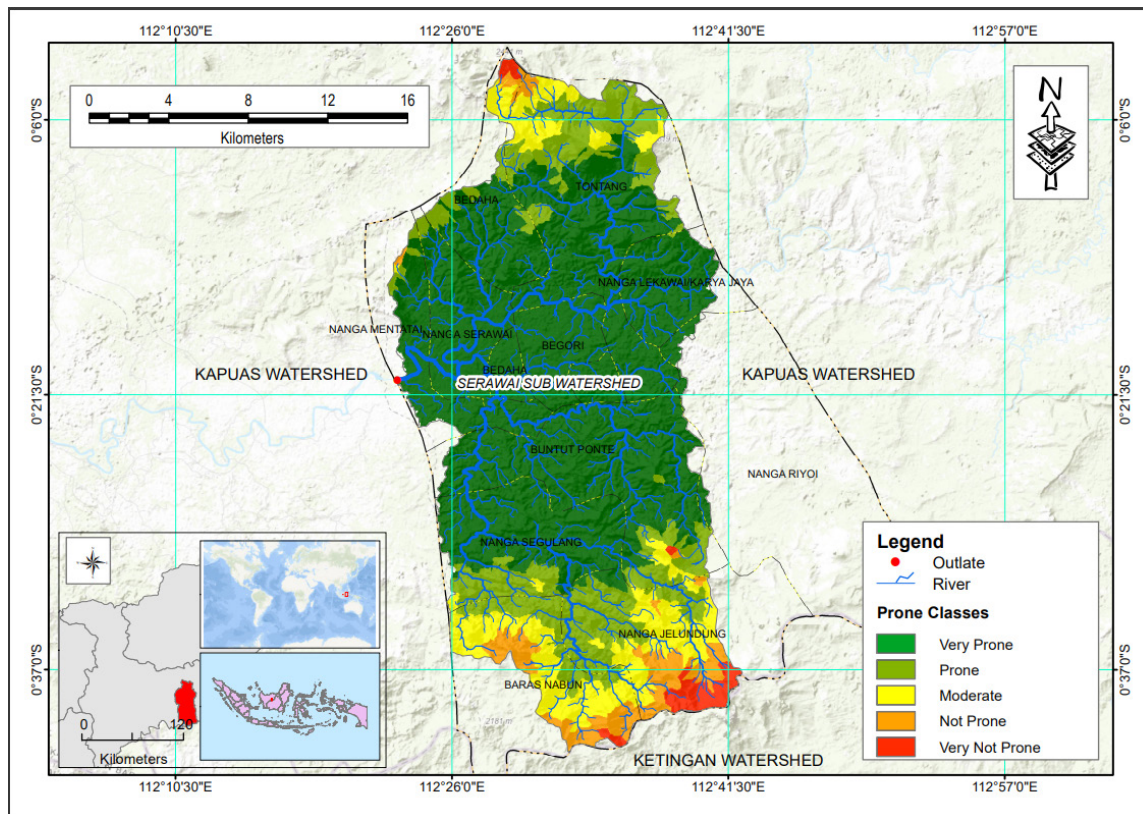 112°10'30"E
112°26'0"E
112°41'30"E
112°57'0"E
0°6'0"S
0°6'0"S
0 4 8 12 16
Kilometers
N
TONTANG
BEDAHA
NANGA LEKAWAI/KARYA JAYA
NANGA MENTATAI
NANGA SERAWAI
BEGORI
BEDAHA
KAPUAS WATERSHED
SERAWAI SUB WATERSHED
KAPUAS WATERSHED
0°21'30"S
0°21'30"S
BUNTUT PONTE
NANGA RIYOI
NANGA SEGULANG
NANGA JELUNDUNG
BARAS NABUN
2181 m
KETINGAN WATERSHED
0°37'0"S
0°37'0"S
Legend
Outlate
River
Prone Classes
Very Prone
Prone
Moderate
Not Prone
Very Not Prone
0 120
Kilometers
112°10'30"E
112°26'0"E
112°41'30"E
112°57'0"E